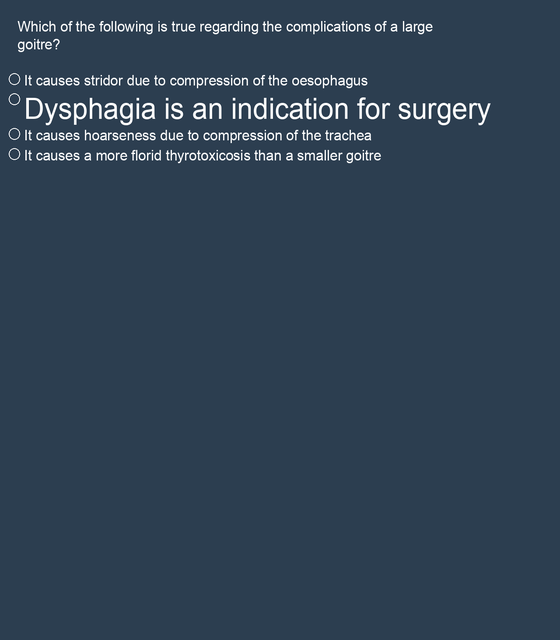 Which of the following is true regarding the complications of a large
goitre?
It causes stridor due to compression of the oesophagus
Dysphagia is an indication for surgery
It causes hoarseness due to compression of the trachea
It causes a more florid thyrotoxicosis than a smaller goitre